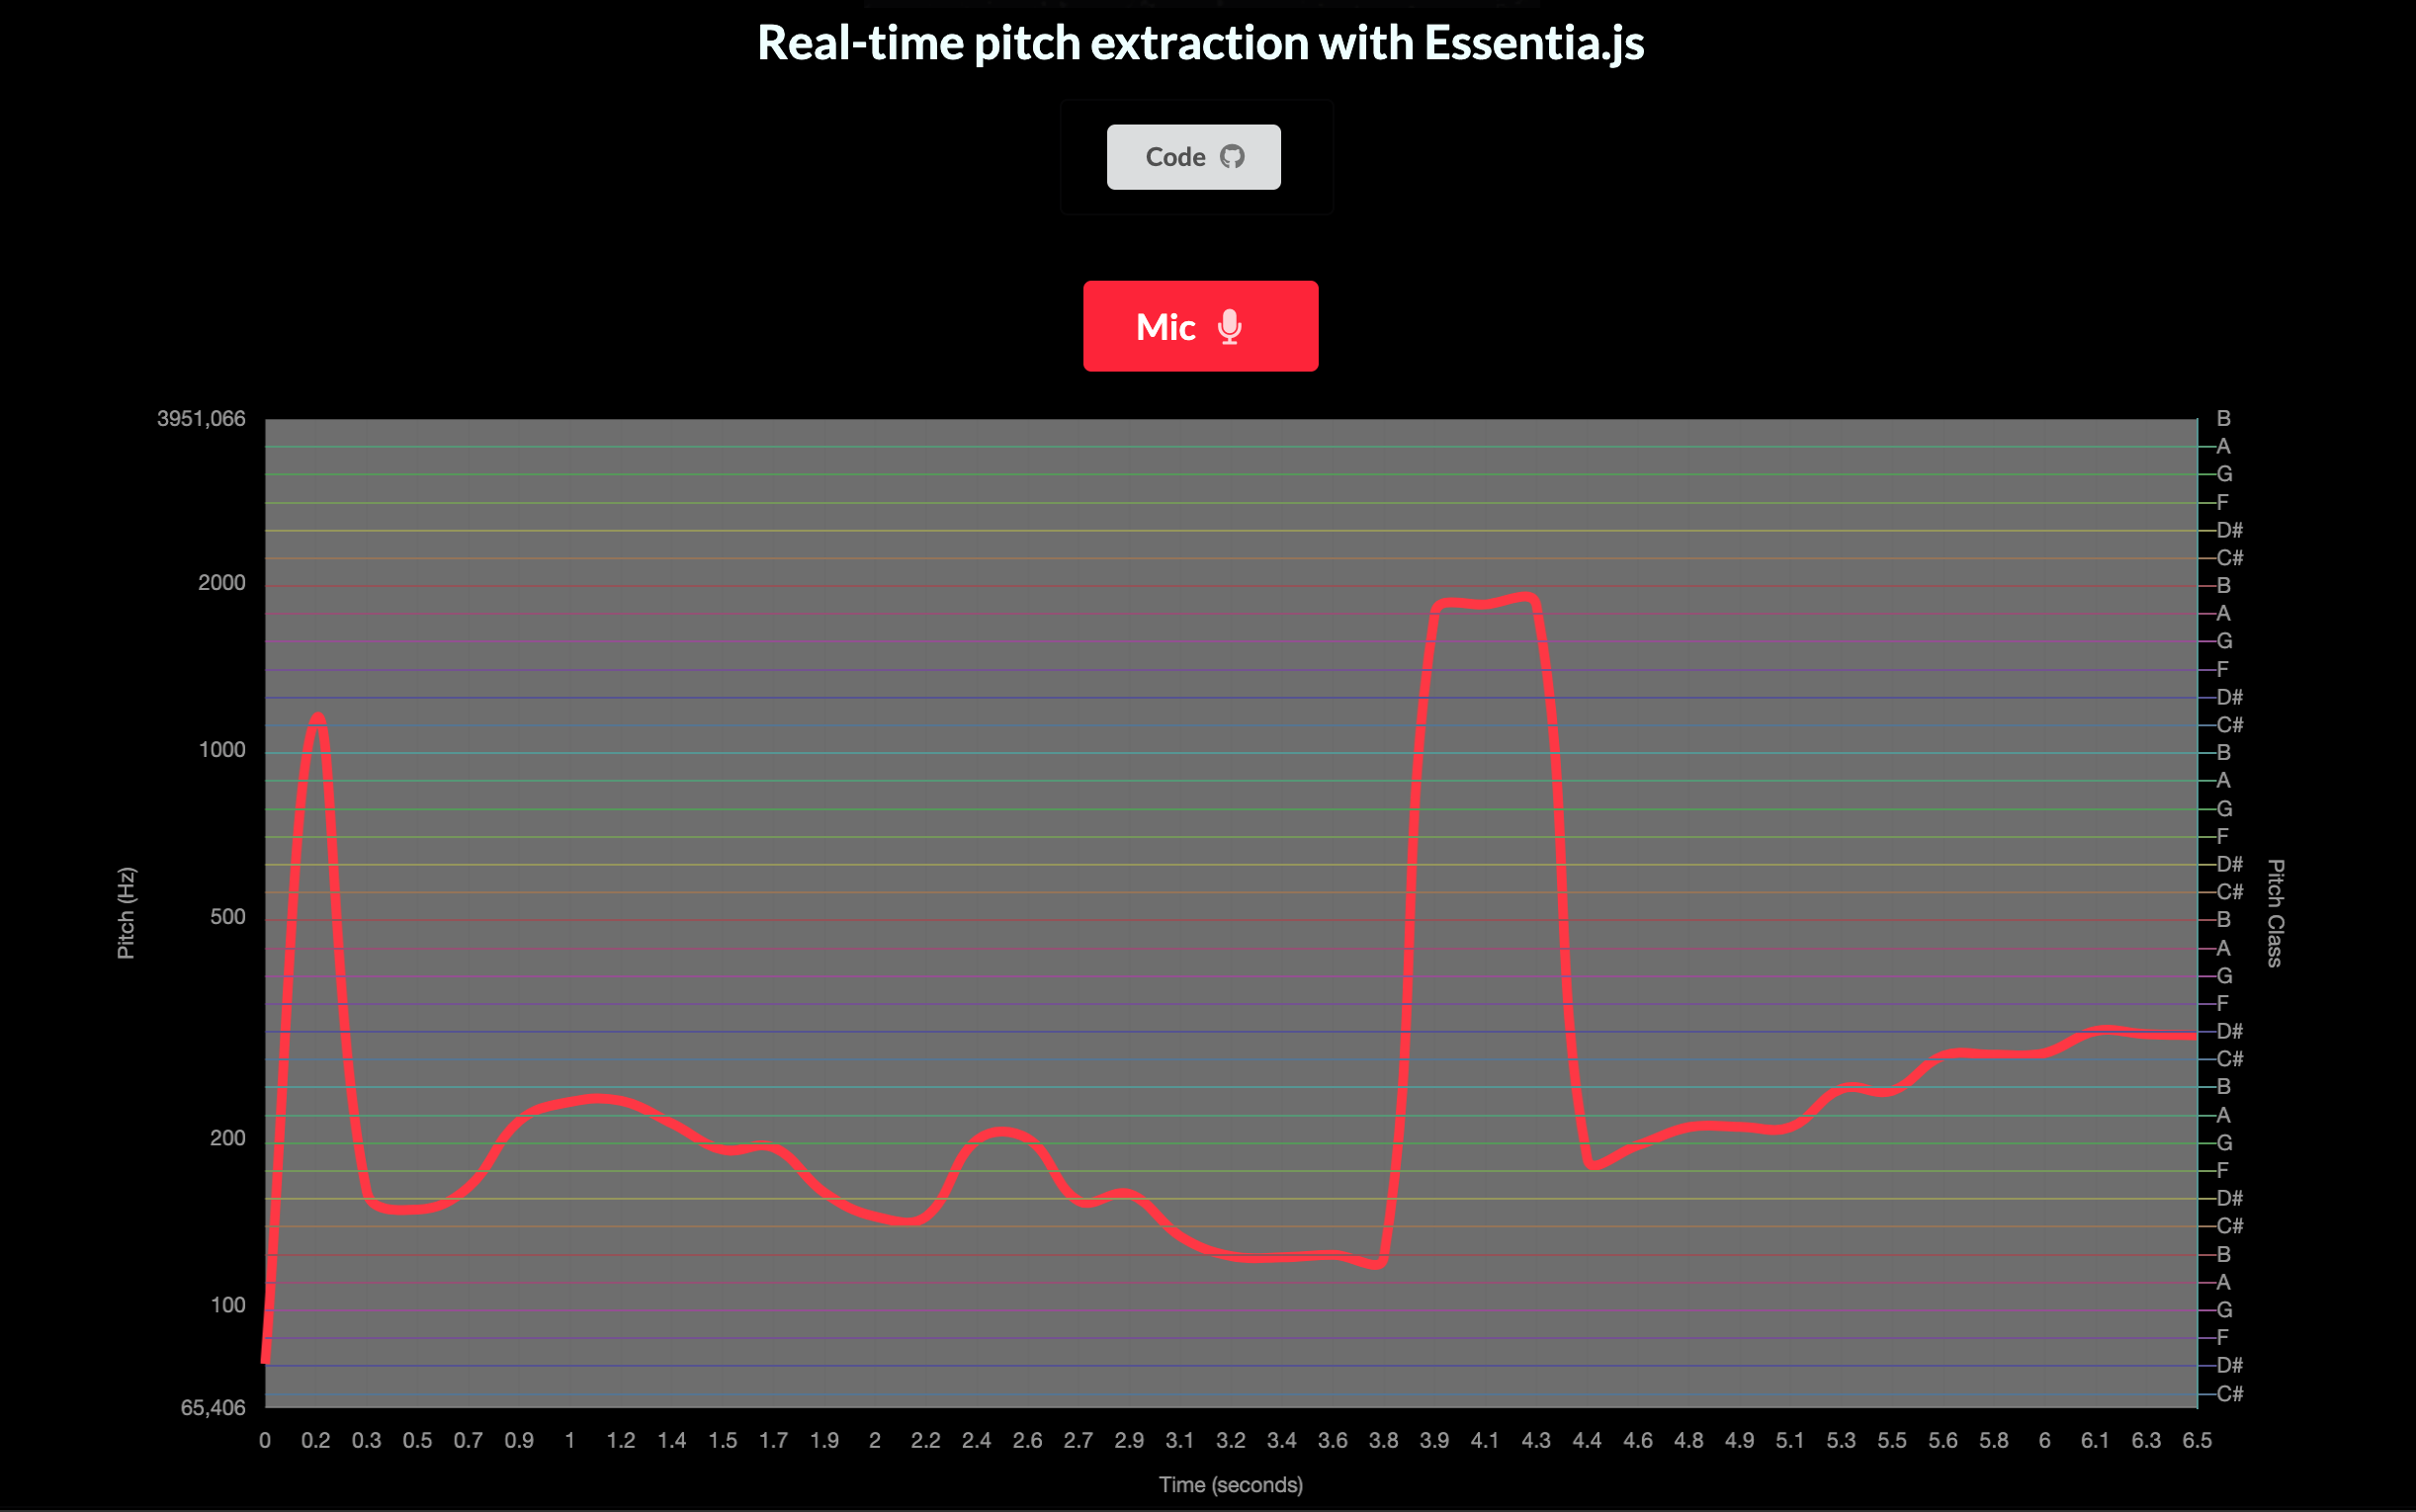 Real-time pitch extraction with Essentia.js
Code
Mic
3951,066
2000
1000
500
200
100
65,406
Pitch (Hz)
B
A
G
F
D#
C#
B
A
G
F
D#
C#
B
A
G
F
D#
C#
B
A
G
F
D#
C#
B
A
G
F
D#
C#
B
A
G
F
D#
C#
Pitch Class
0 0.2 0.3 0.5 0.7 0.9 1 1.2 1.4 1.5 1.7 1.9 2 2.2 2.4 2.6 2.7 2.9 3.1 3.2 3.4 3.6 3.8 3.9 4.1 4.3 4.4 4.6 4.8 4.9 5.1 5.3 5.5 5.6 5.8 6 6.1 6.3 6.5
Time (seconds)